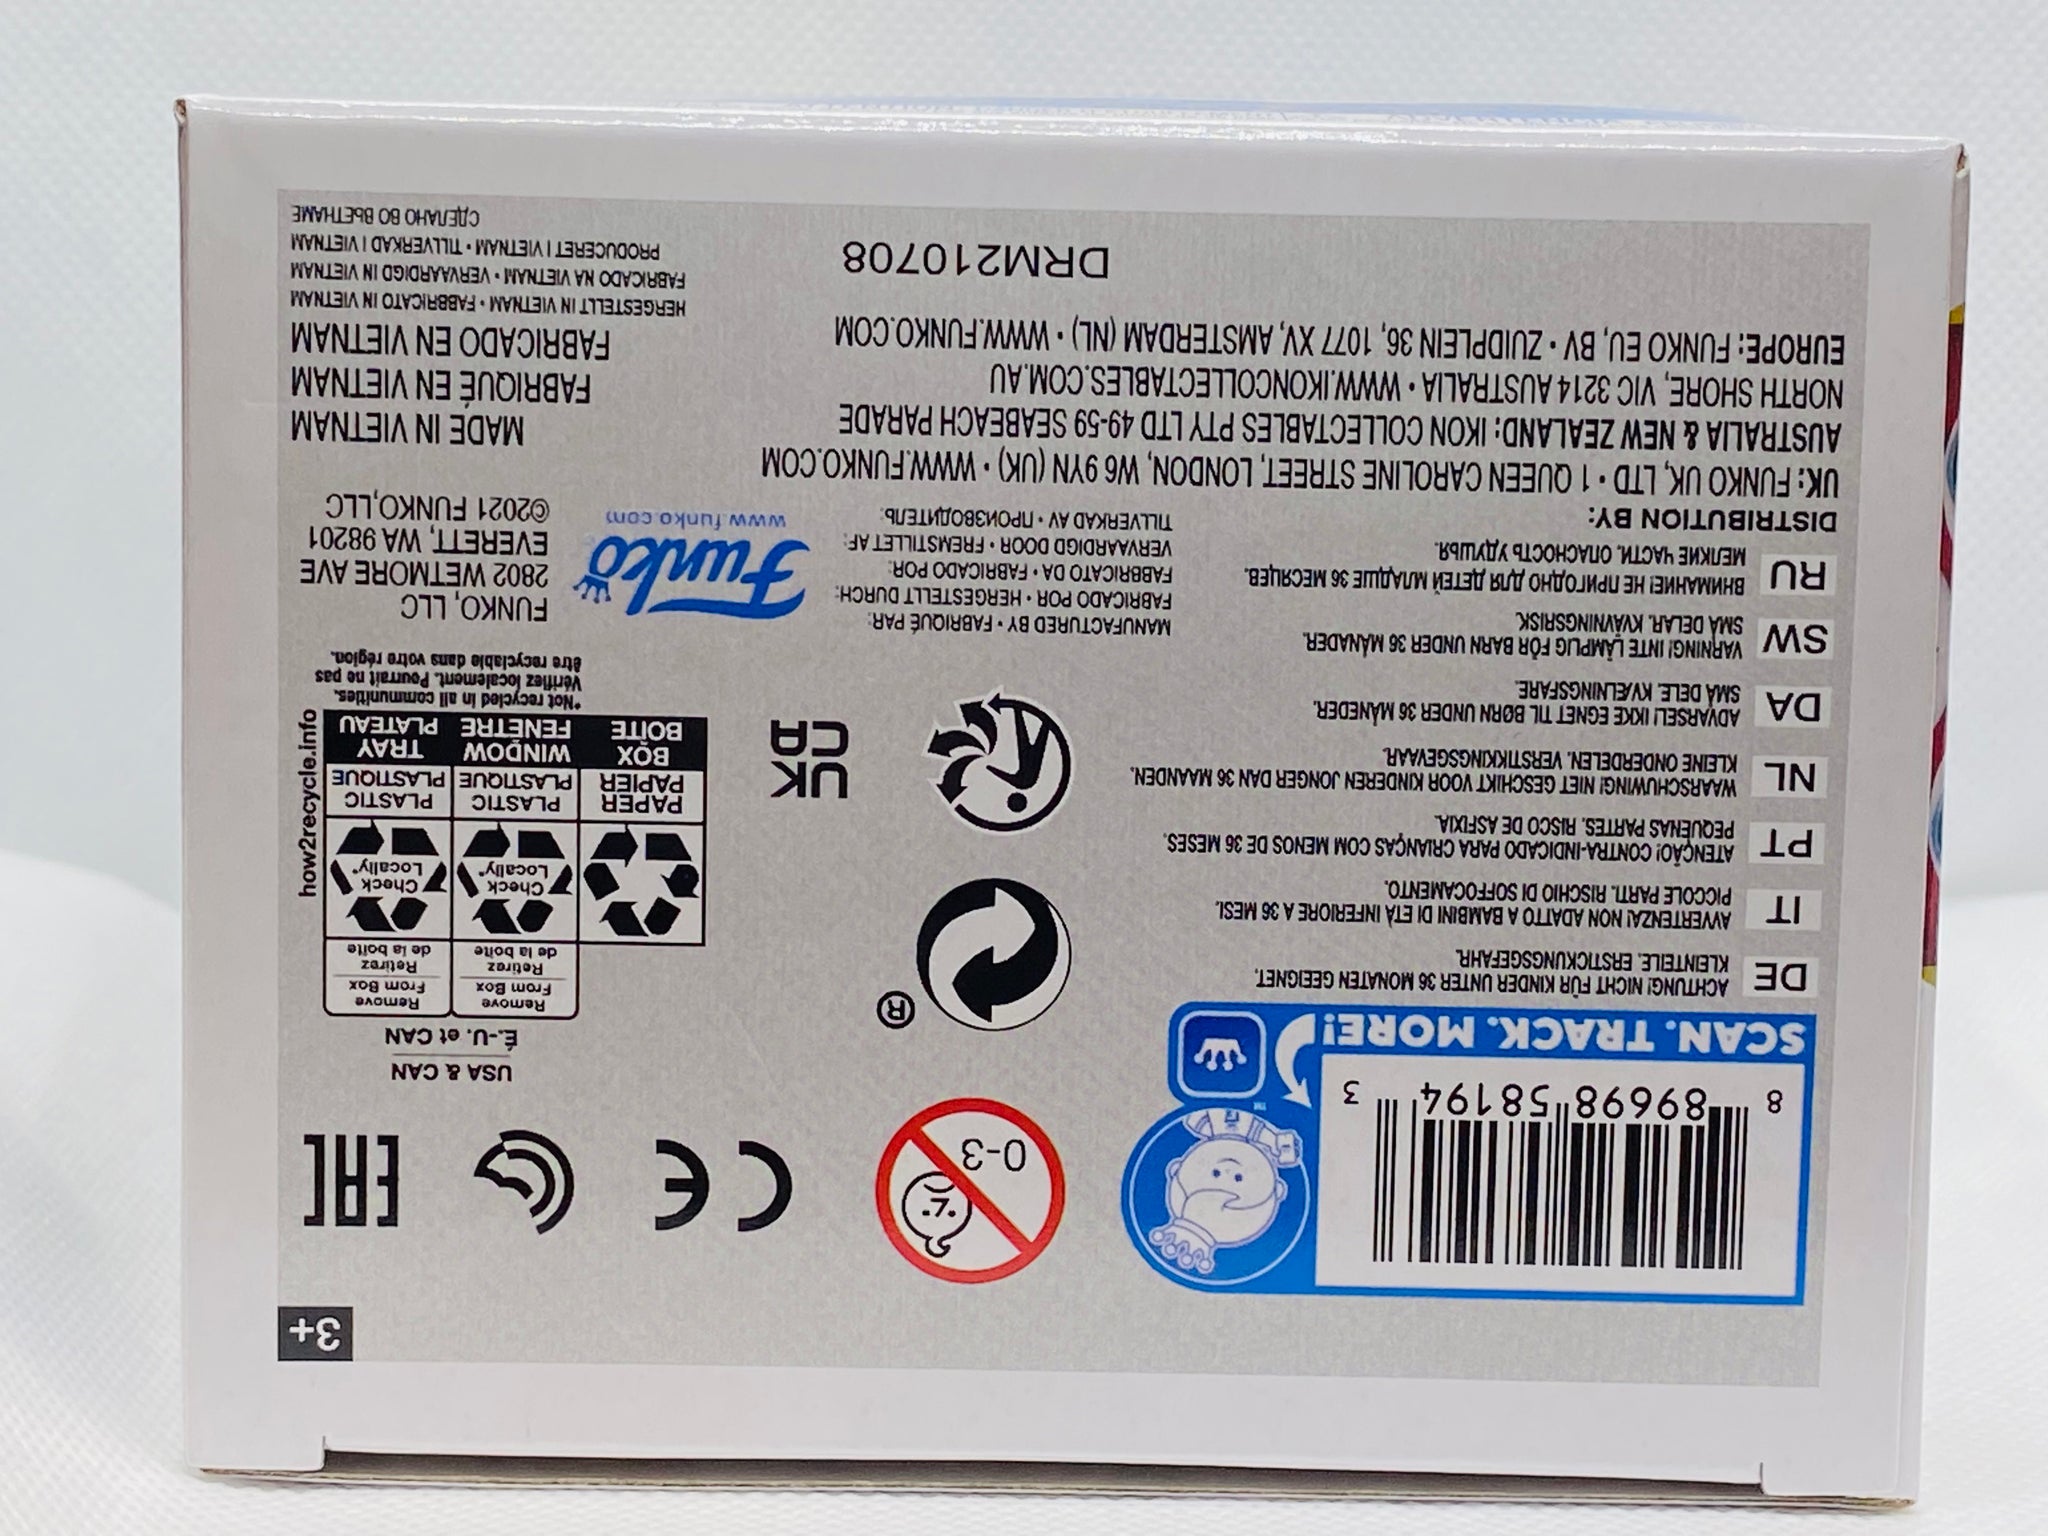 3+
8 89698 58194 3
SCAN. TRACK. MORE!
TM
0-3
CE
EAC
USA & CAN
É.-U. et CAN
Remove
From Box
Retirez
de la boîte
Remove
From Box
Retirez
de la boîte
Check
Locally*
Check
Locally*
PAPER
PAPIER
PLASTIC
PLASTIQUE
PLASTIC
PLASTIQUE
BOX
BOÎTE
WINDOW
FENÊTRE
TRAY
PLATEAU
how2recycle.info
*Not recycled in all communities.
Vérifiez localement. Pourrait ne pas
être recyclable dans votre région.
®
UK
CA
DE ACHTUNG! NICHT FÜR KINDER UNTER 36 MONATEN GEEIGNET.
KLEINTEILE. ERSTICKUNGSGEFAHR.
IT AVVERTENZA! NON ADATTO A BAMBINI DI ETÀ INFERIORE A 36 MESI.
PICCOLE PARTI. RISCHIO DI SOFFOCAMENTO.
PT ATENÇÃO! CONTRA-INDICADO PARA CRIANÇAS COM MENOS DE 36 MESES.
PEQUENAS PARTES. RISCO DE ASFIXIA.
NL WAARSCHUWING! NIET GESCHIKT VOOR KINDEREN JONGER DAN 36 MAANDEN.
KLEINE ONDERDELEN. VERSTIKKINGSGEVAAR.
DA ADVARSEL! IKKE EGNET TIL BØRN UNDER 36 MÅNEDER.
SMÅ DELE. KVÆLNINGSFARE.
SW VARNING! INTE LÄMPLIG FÖR BARN UNDER 36 MÅNADER.
SMÅ DELAR. KVÄVNINGSRISK.
RU ВНИМАНИЕ! НЕ ПРИГОДНО ДЛЯ ДЕТЕЙ МЛАДШЕ 36 МЕСЯЦЕВ.
МЕЛКИЕ ЧАСТИ. ОПАСНОСТЬ УДУШЬЯ.
MANUFACTURED BY • FABRIQUÉ PAR:
FABRICADO POR • HERGESTELLT DURCH:
FABBRICATO DA • FABRICADO POR:
VERVAARDIGD DOOR • FREMSTILLET AF:
TILLVERKAD AV • ПРОИЗВОДИТЕЛЬ:
Funko
www.funko.com
FUNKO, LLC
2802 WETMORE AVE
EVERETT, WA 98201
©2021 FUNKO,LLC
DISTRIBUTION BY:
UK: FUNKO UK, LTD • 1 QUEEN CAROLINE STREET, LONDON, W6 9YN (UK) • WWW.FUNKO.COM
AUSTRALIA & NEW ZEALAND: IKON COLLECTABLES PTY LTD 49-59 SEABEACH PARADE
NORTH SHORE, VIC 3214 AUSTRALIA • WWW.IKONCOLLECTABLES.COM.AU
EUROPE: FUNKO EU, BV • ZUIDPLEIN 36, 1077 XV, AMSTERDAM (NL) • WWW.FUNKO.COM
DRM210708
MADE IN VIETNAM
FABRIQUÉ EN VIETNAM
FABRICADO EN VIETNAM
HERGESTELLT IN VIETNAM • FABBRICATO IN VIETNAM
FABRICADO NA VIETNAM • VERVAARDIGD IN VIETNAM
PRODUCERET I VIETNAM • TILLVERKAD I VIETNAM
СДЕЛАНО ВО ВЬЕТНАМЕ